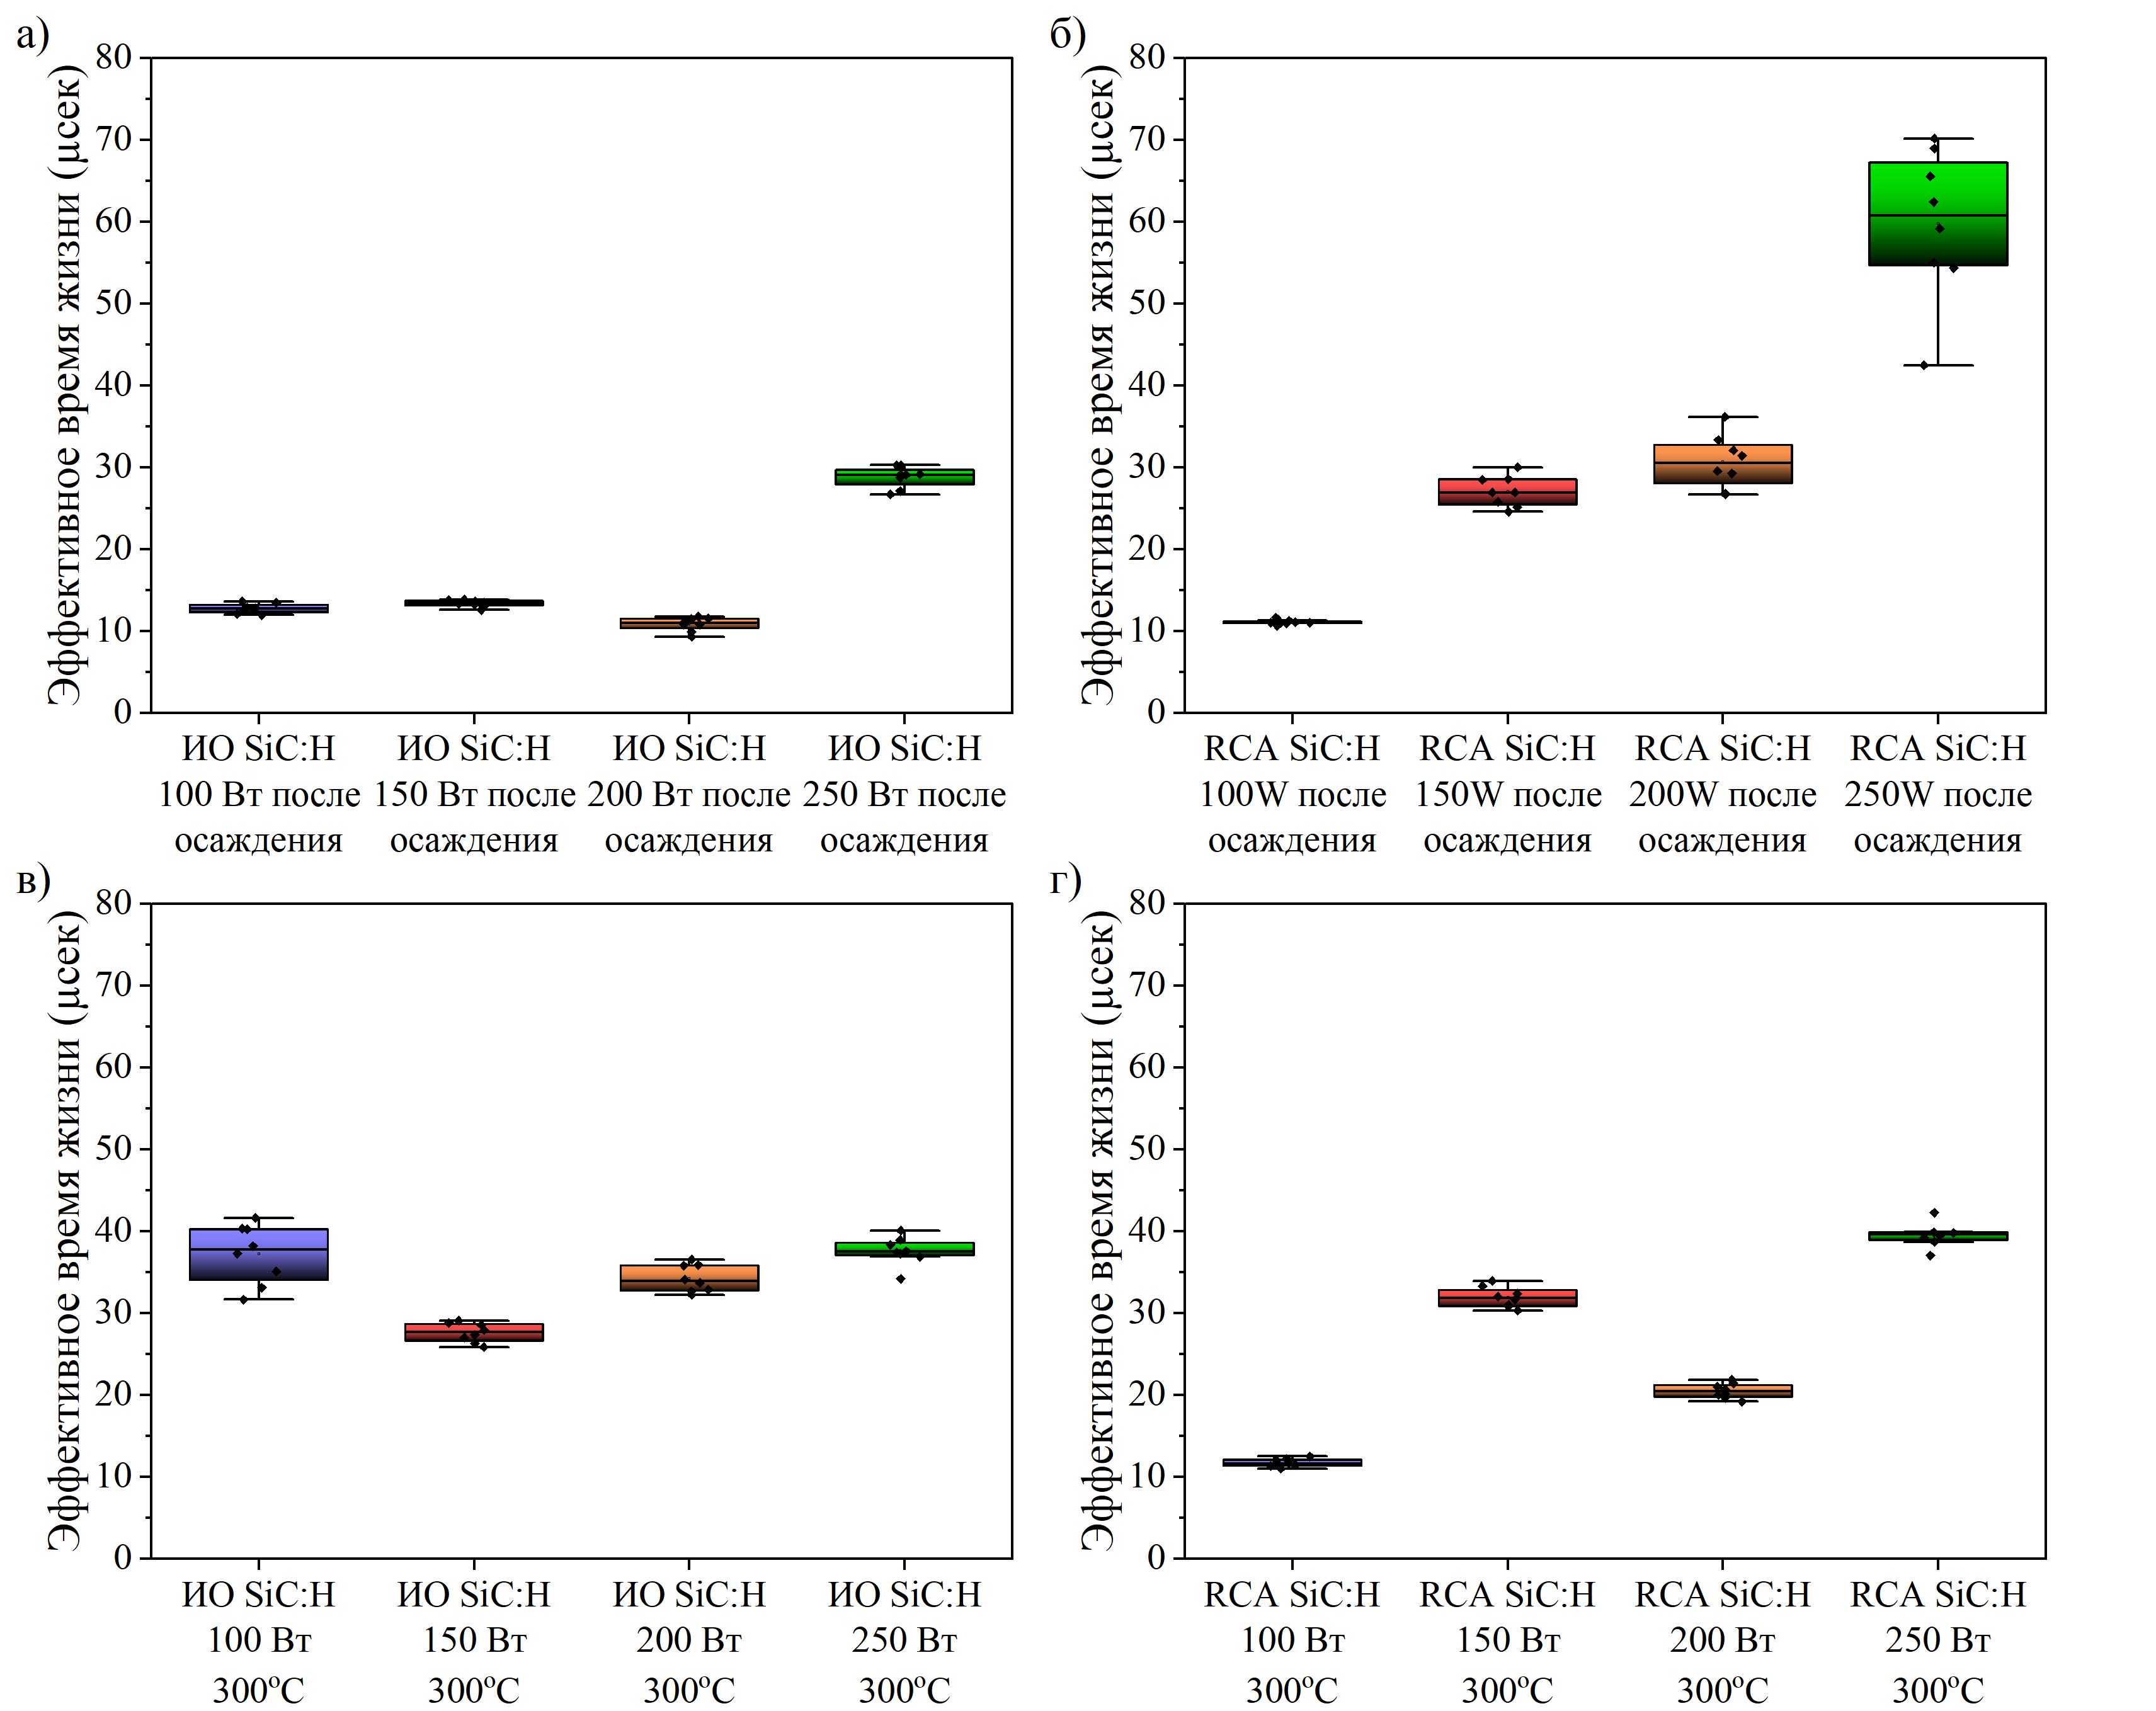 а)
Эффективное время жизни (µсек)
80
70
60
50
40
30
20
10
0
ИО SiC:H
100 Вт после
осаждения
ИО SiC:H
150 Вт после
осаждения
ИО SiC:H
200 Вт после
осаждения
ИО SiC:H
250 Вт после
осаждения
б)
Эффективное время жизни (µсек)
80
70
60
50
40
30
20
10
0
RCA SiC:H
100W после
осаждения
RCA SiC:H
150W после
осаждения
RCA SiC:H
200W после
осаждения
RCA SiC:H
250W после
осаждения
в)
Эффективное время жизни (µсек)
80
70
60
50
40
30
20
10
0
ИО SiC:H
100 Вт
300°C
ИО SiC:H
150 Вт
300°C
ИО SiC:H
200 Вт
300°C
ИО SiC:H
250 Вт
300°C
г)
Эффективное время жизни (µсек)
80
70
60
50
40
30
20
10
0
RCA SiC:H
100 Вт
300°C
RCA SiC:H
150 Вт
300°C
RCA SiC:H
200 Вт
300°C
RCA SiC:H
250 Вт
300°C